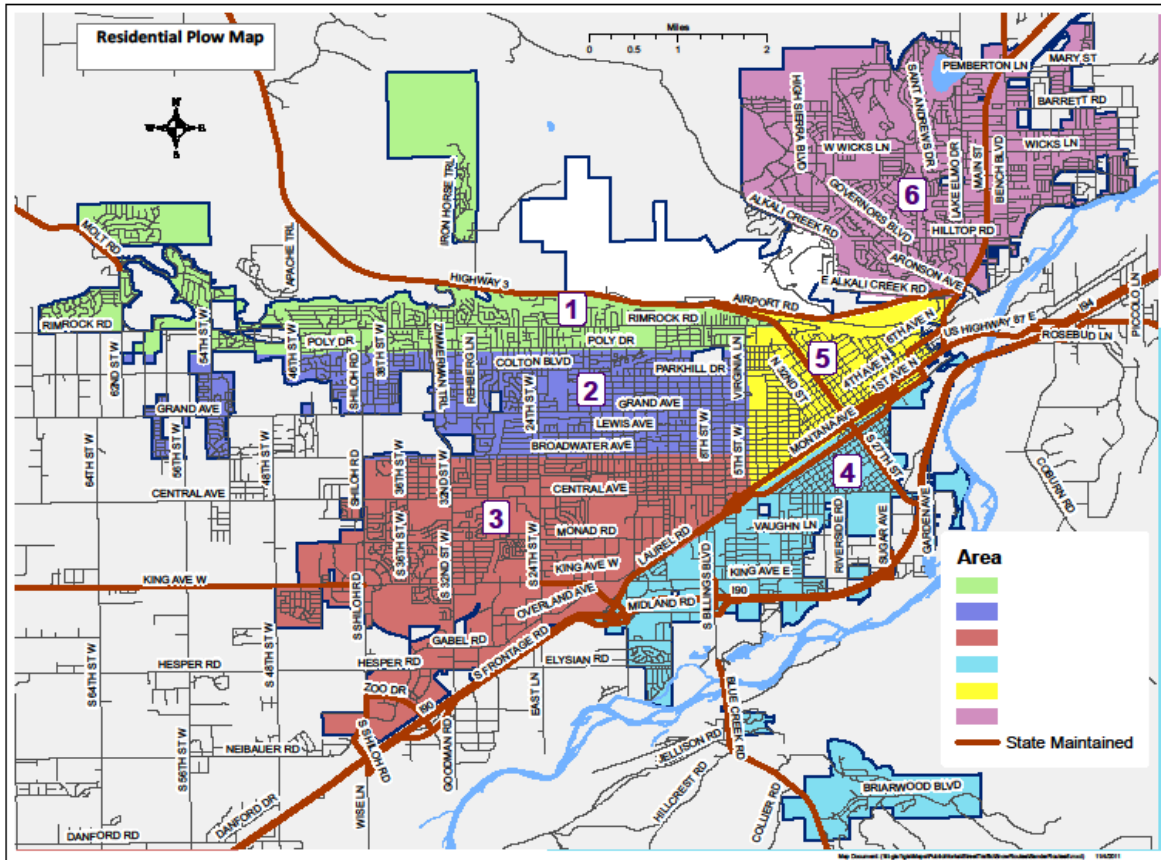 Residential Plow Map
Miles
0 0.5 1 2
N
W E
S
PEMBERTON LN
MARY ST
BARRETT RD
HIGH SIERRA BLVD
SAINT ANDREWS DR
W WICKS LN
WICKS LN
LAKE ELMO DR
MAIN ST
BENCH BLVD
6
GOVERNORS BLVD
ALKALI CREEK RD
HILLTOP RD
ARONSON AVE
E ALKALI CREEK RD
IRON HORSE TRL
MOLT RD
APACHE TRL
HIGHWAY 3
AIRPORT RD
1
RIMROCK RD
RIMROCK RD
POLY DR
POLY DR
62ND ST W
54TH ST W
46TH ST W
SHILOH RD
38TH ST W
ZIMMERMAN TRL
REHBERG LN
COLTON BLVD
PARKHILL DR
VIRGINIA LN
N 32ND ST
5
6TH AVE N
4TH AVE N
1ST AVE N
US HIGHWAY ST E
I94
ROSEBUD LN
PICCOLO LN
2
24TH ST W
GRAND AVE
GRAND AVE
LEWIS AVE
BROADWATER AVE
8TH ST W
5TH ST W
MONTANA AVE
S 27TH ST
4
64TH ST W
56TH ST W
48TH ST W
SHILOH RD
36TH ST W
32ND ST W
CENTRAL AVE
CENTRAL AVE
3
MONAD RD
KING AVE W
KING AVE W
S 36TH ST W
S 32ND ST W
S 24TH ST W
LAUREL RD
VAUGHN LN
RIVERSIDE RD
SUGAR AVE
GARDEN AVE
COBURN RD
KING AVE E
I90
OVERLAND AVE
MIDLAND RD
S BILLINGS BLVD
S SHILOH RD
GABEL RD
S FRONTAGE RD
ELYSIAN RD
HESPER RD
HESPER RD
ZOO DR
I90
EAST LN
S 64TH ST W
S 56TH ST W
S 48TH ST W
NEIBAUER RD
S SHILOH RD
GOODMAN RD
WISE LN
DANFORD DR
DANFORD RD
BLUE CREEK RD
JELLISON RD
HILLCREST RD
COLLIER RD
BRIARWOOD BLVD
Area
State Maintained